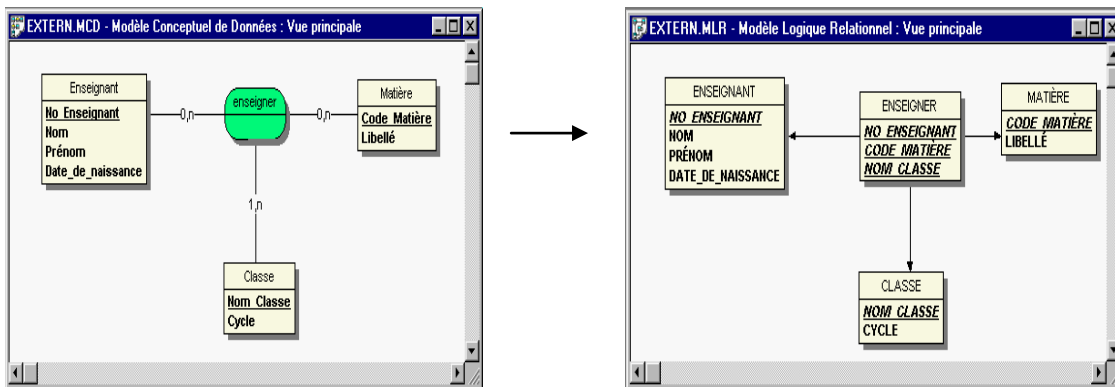 EXTERN.MCD - Modèle Conceptuel de Données : Vue principale
Enseignant
No Enseignant
Nom
Prénom
Date_de_naissance
0,n
enseigner
0,n
Matière
Code Matière
Libellé
1,n
Classe
Nom Classe
Cycle
EXTERN.MLR - Modèle Logique Relationnel : Vue principale
ENSEIGNANT
NO ENSEIGNANT
NOM
PRÉNOM
DATE_DE_NAISSANCE
ENSEIGNER
NO ENSEIGNANT
CODE MATIÈRE
NOM CLASSE
MATIÈRE
CODE MATIÈRE
LIBELLÉ
CLASSE
NOM CLASSE
CYCLE